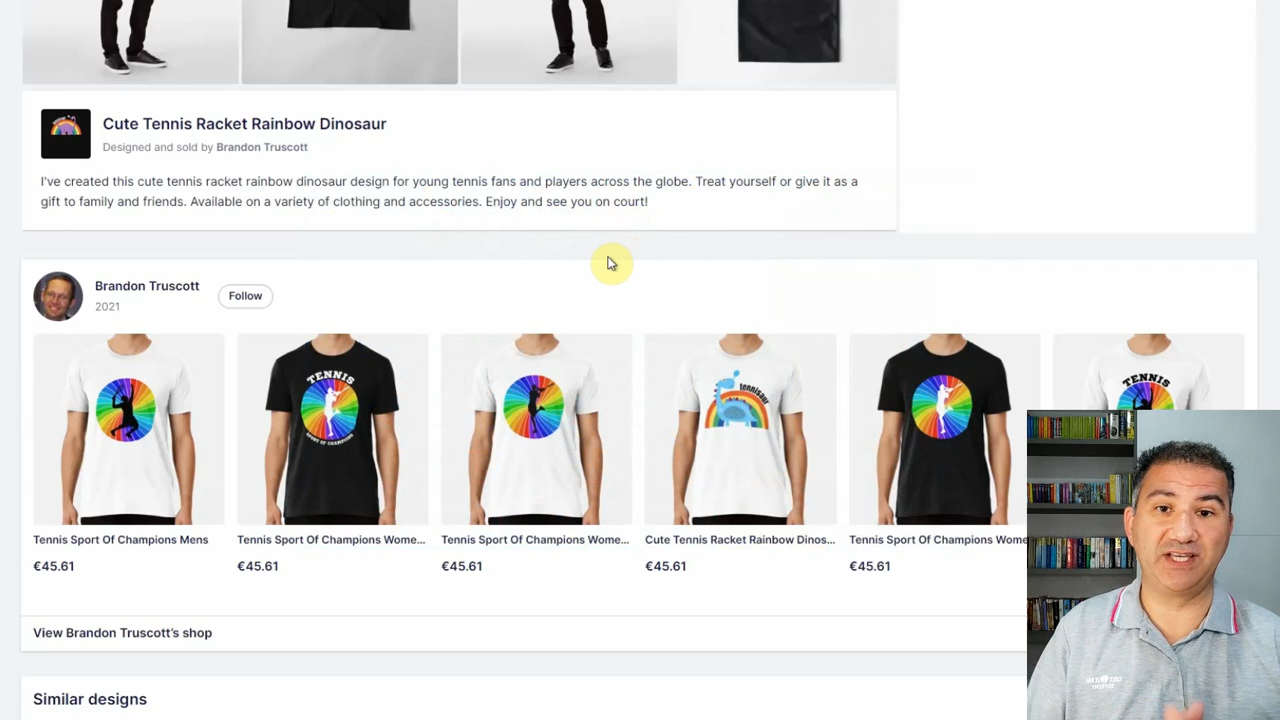 Cute Tennis Racket Rainbow Dinosaur
Designed and sold by Brandon Truscott
I've created this cute tennis racket rainbow dinosaur design for young tennis fans and players across the globe. Treat yourself or give it as a
gift to family and friends. Available on a variety of clothing and accessories. Enjoy and see you on court!
Brandon Truscott
2021
Follow
TENNIS
SPORT OF CHAMPIONS
tennisaur
TENNIS
Tennis Sport Of Champions Mens
Tennis Sport Of Champions Wome...
Tennis Sport Of Champions Wome...
Cute Tennis Racket Rainbow Dinos...
Tennis Sport Of Champions Wome
€45.61
€45.61
€45.61
€45.61
€45.61
View Brandon Truscott's shop
Similar designs